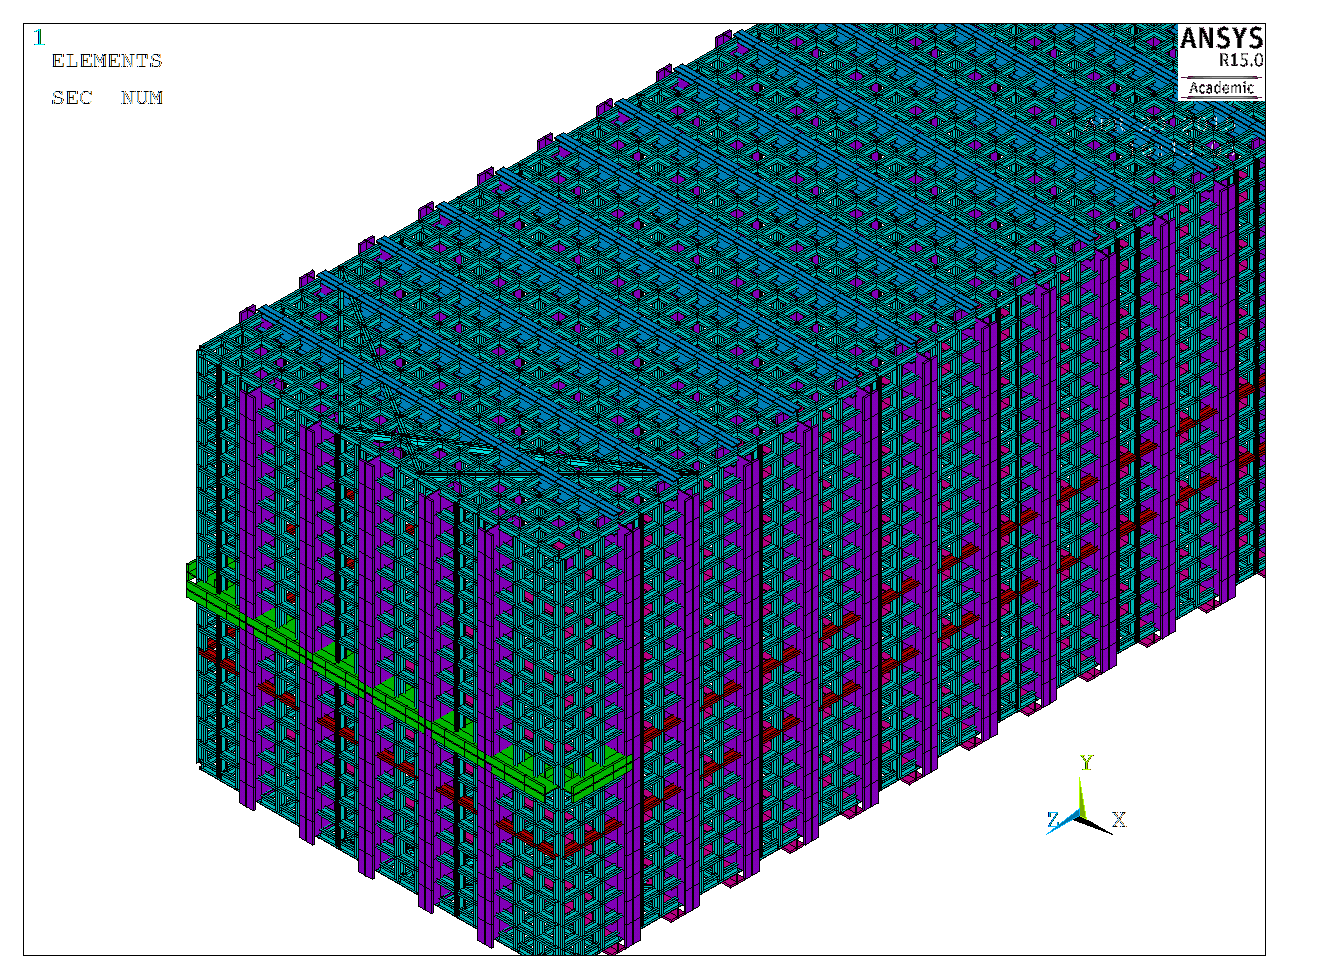 1
ELEMENTS
SEC NUM
ANSYS
R15.0
Academic
Y
Z
X